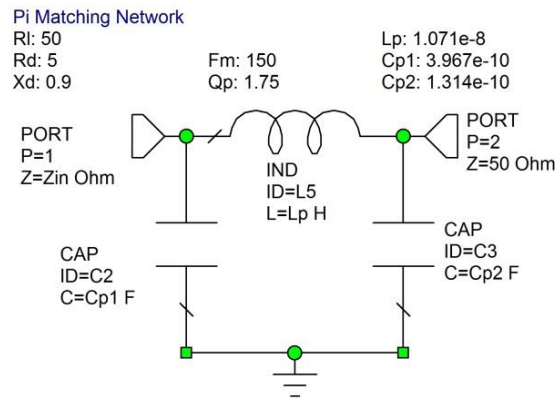 Pi Matching Network
Rl: 50
Rd: 5
Xd: 0.9
Fm: 150
Qp: 1.75
Lp: 1.071e-8
Cp1: 3.967e-10
Cp2: 1.314e-10
PORT
P=1
Z=Zin Ohm
IND
ID=L5
L=Lp H
PORT
P=2
Z=50 Ohm
CAP
ID=C2
C=Cp1 F
CAP
ID=C3
C=Cp2 F